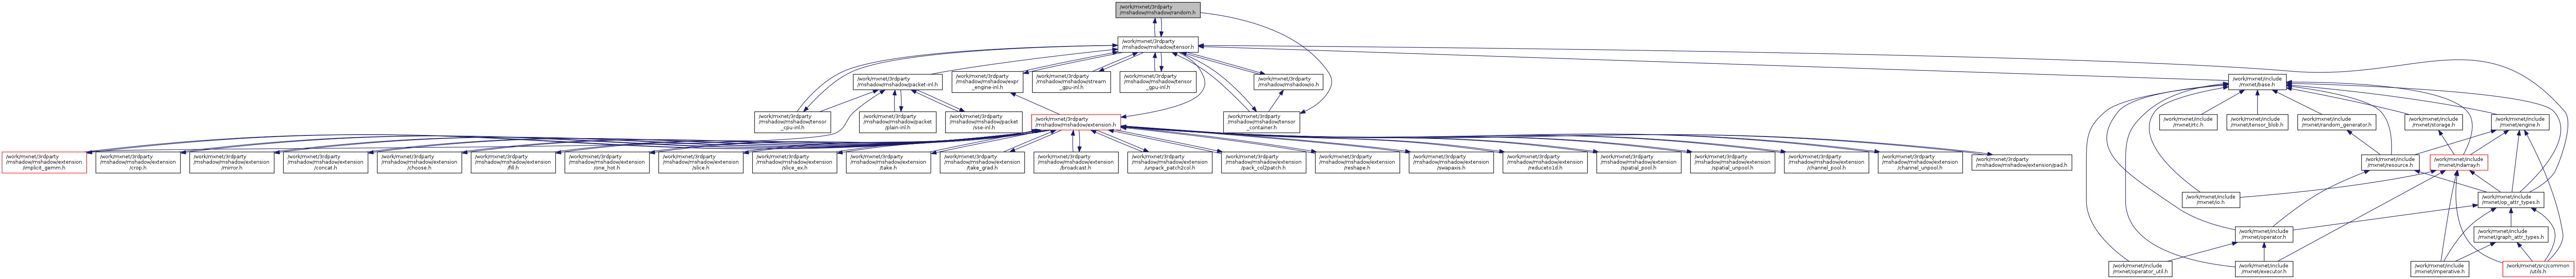 /work/mxnet/3rdparty
/mshadow/mshadow/random.h
/work/mxnet/3rdparty
/mshadow/mshadow/tensor.h
/work/mxnet/3rdparty
/mshadow/mshadow/packet-inl.h
/work/mxnet/3rdparty
/mshadow/mshadow/expr
_engine-inl.h
/work/mxnet/3rdparty
/mshadow/mshadow/stream
_gpu-inl.h
/work/mxnet/3rdparty
/mshadow/mshadow/tensor
_gpu-inl.h
/work/mxnet/3rdparty
/mshadow/mshadow/io.h
/work/mxnet/include
/mxnet/base.h
/work/mxnet/3rdparty
/mshadow/mshadow/tensor
_cpu-inl.h
/work/mxnet/3rdparty
/mshadow/mshadow/packet
/plain-inl.h
/work/mxnet/3rdparty
/mshadow/mshadow/packet
/sse-inl.h
/work/mxnet/3rdparty
/mshadow/mshadow/extension.h
/work/mxnet/3rdparty
/mshadow/mshadow/tensor
_container.h
/work/mxnet/include
/mxnet/rtc.h
/work/mxnet/include
/mxnet/tensor_blob.h
/work/mxnet/include
/mxnet/random_generator.h
/work/mxnet/include
/mxnet/storage.h
/work/mxnet/include
/mxnet/engine.h
/work/mxnet/3rdparty
/mshadow/mshadow/extension
/implicit_gemm.h
/work/mxnet/3rdparty
/mshadow/mshadow/extension
/crop.h
/work/mxnet/3rdparty
/mshadow/mshadow/extension
/mirror.h
/work/mxnet/3rdparty
/mshadow/mshadow/extension
/concat.h
/work/mxnet/3rdparty
/mshadow/mshadow/extension
/choose.h
/work/mxnet/3rdparty
/mshadow/mshadow/extension
/fill.h
/work/mxnet/3rdparty
/mshadow/mshadow/extension
/one_hot.h
/work/mxnet/3rdparty
/mshadow/mshadow/extension
/slice.h
/work/mxnet/3rdparty
/mshadow/mshadow/extension
/slice_ex.h
/work/mxnet/3rdparty
/mshadow/mshadow/extension
/take.h
/work/mxnet/3rdparty
/mshadow/mshadow/extension
/take_grad.h
/work/mxnet/3rdparty
/mshadow/mshadow/extension
/broadcast.h
/work/mxnet/3rdparty
/mshadow/mshadow/extension
/unpack_patch2col.h
/work/mxnet/3rdparty
/mshadow/mshadow/extension
/pack_col2patch.h
/work/mxnet/3rdparty
/mshadow/mshadow/extension
/reshape.h
/work/mxnet/3rdparty
/mshadow/mshadow/extension
/swapaxis.h
/work/mxnet/3rdparty
/mshadow/mshadow/extension
/reduceto1d.h
/work/mxnet/3rdparty
/mshadow/mshadow/extension
/spatial_pool.h
/work/mxnet/3rdparty
/mshadow/mshadow/extension
/spatial_unpool.h
/work/mxnet/3rdparty
/mshadow/mshadow/extension
/channel_pool.h
/work/mxnet/3rdparty
/mshadow/mshadow/extension
/channel_unpool.h
/work/mxnet/3rdparty
/mshadow/mshadow/extension/pad.h
/work/mxnet/include
/mxnet/resource.h
/work/mxnet/include
/mxnet/ndarray.h
/work/mxnet/include
/mxnet/io.h
/work/mxnet/include
/mxnet/op_attr_types.h
/work/mxnet/include
/mxnet/operator.h
/work/mxnet/include
/mxnet/graph_attr_types.h
/work/mxnet/include
/mxnet/operator_util.h
/work/mxnet/include
/mxnet/executor.h
/work/mxnet/include
/mxnet/imperative.h
/work/mxnet/src/common
/utils.h